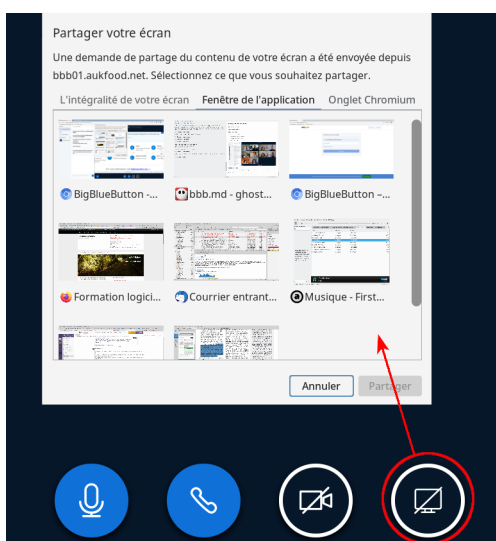 Partager votre écran
Une demande de partage du contenu de votre écran a été envoyée depuis
bbb01.aukfood.net. Sélectionnez ce que vous souhaitez partager.
L'intégralité de votre écran Fenêtre de l'application Onglet Chromium
BigBlueButton -... bbb.md - ghost... BigBlueButton –...
Formation logici... Courrier entrant... Musique - First...
Annuler Partager